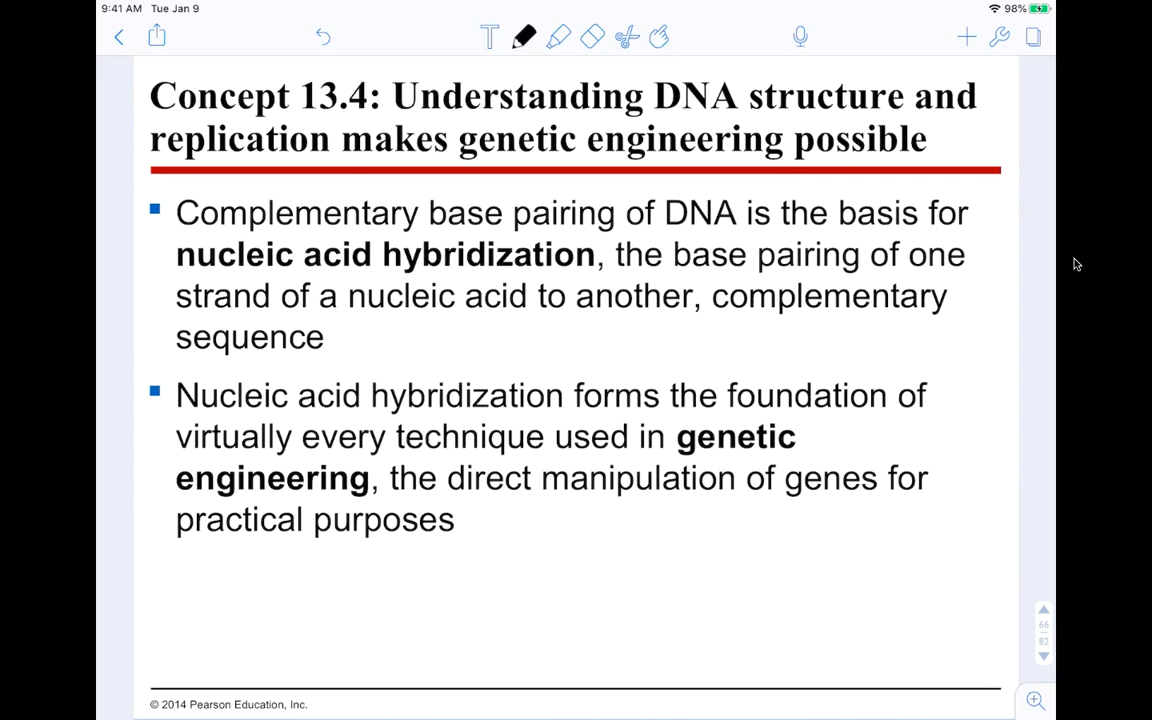 9:41 AM Tue Jan 9
98%
Concept 13.4: Understanding DNA structure and
replication makes genetic engineering possible
Complementary base pairing of DNA is the basis for
nucleic acid hybridization, the base pairing of one
strand of a nucleic acid to another, complementary
sequence
Nucleic acid hybridization forms the foundation of
virtually every technique used in genetic
engineering, the direct manipulation of genes for
practical purposes
66
82
© 2014 Pearson Education, Inc.